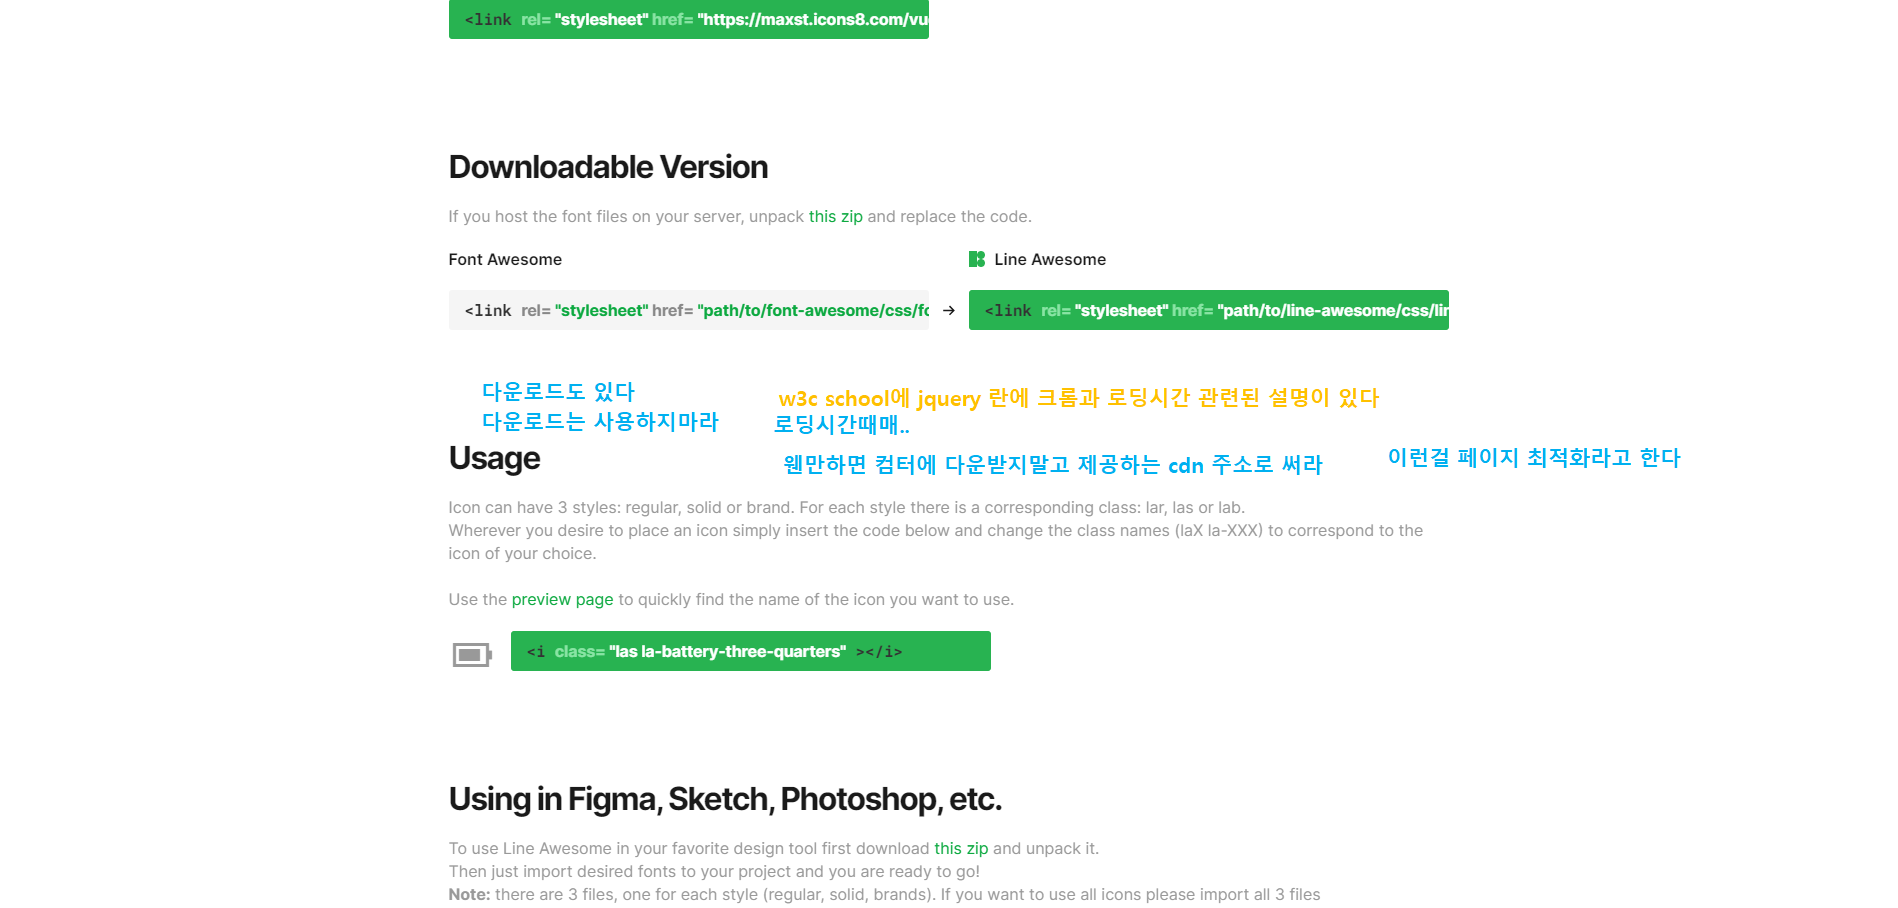 <link rel= "stylesheet" href= "https://maxst.icons8.com/vu
Downloadable Version
If you host the font files on your server, unpack this zip and replace the code.
Font Awesome
Line Awesome
<link rel= "stylesheet" href= "path/to/font-awesome/css/fo
→
<link rel= "stylesheet" href= "path/to/line-awesome/css/lin
다운로드도 있다
다운로드는 사용하지마라
w3c school에 jquery 란에 크롬과 로딩시간 관련된 설명이 있다
로딩시간때매..
웬만하면 컴터에 다운받지말고 제공하는 cdn 주소로 써라
이런걸 페이지 최적화라고 한다
Usage
Icon can have 3 styles: regular, solid or brand. For each style there is a corresponding class: lar, las or lab.
Wherever you desire to place an icon simply insert the code below and change the class names (laX la-XXX) to correspond to the
icon of your choice.
Use the preview page to quickly find the name of the icon you want to use.
<i class= "las la-battery-three-quarters" ></i>
Using in Figma, Sketch, Photoshop, etc.
To use Line Awesome in your favorite design tool first download this zip and unpack it.
Then just import desired fonts to your project and you are ready to go!
Note: there are 3 files, one for each style (regular, solid, brands). If you want to use all icons please import all 3 files